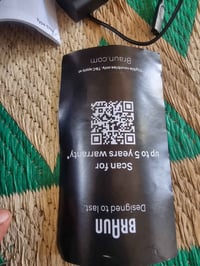 BRAUN
Designed to last.
Scan for
up to 5 years warranty*
Braun.com